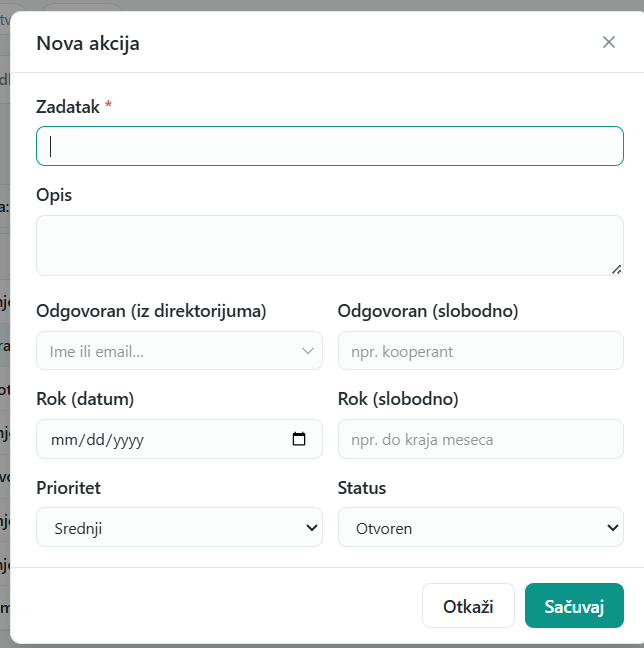 Nova akcija
Zadatak *
Opis
Odgovoran (iz direktorijuma) Odgovoran (slobodno)
Ime ili email... npr. kooperant
Rok (datum) Rok (slobodno)
mm/dd/yyyy npr. do kraja meseca
Prioritet Status
Srednji Otvoren
Otkaži Sačuvaj